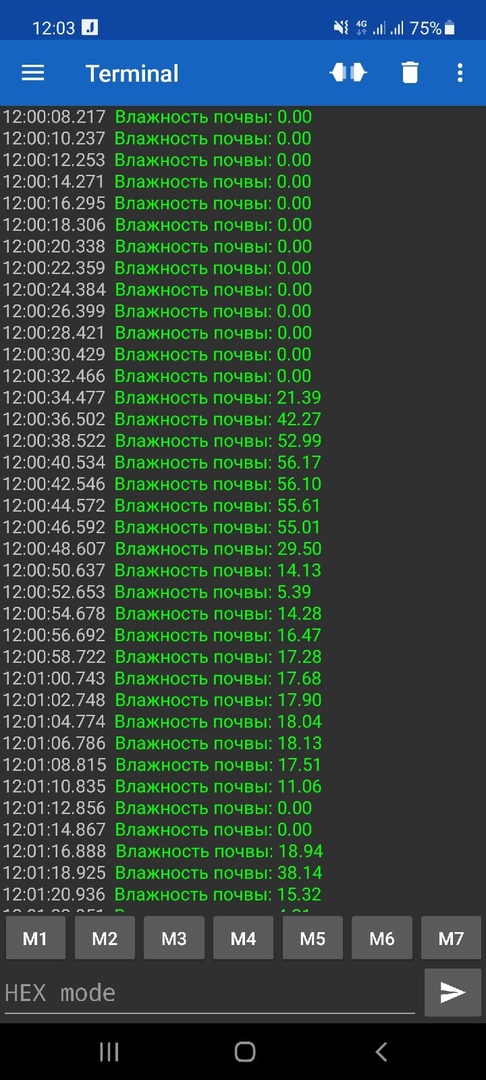 12:03
4G
75%
Terminal
12:00:08.217 Влажность почвы: 0.00
12:00:10.237 Влажность почвы: 0.00
12:00:12.253 Влажность почвы: 0.00
12:00:14.271 Влажность почвы: 0.00
12:00:16.295 Влажность почвы: 0.00
12:00:18.306 Влажность почвы: 0.00
12:00:20.338 Влажность почвы: 0.00
12:00:22.359 Влажность почвы: 0.00
12:00:24.384 Влажность почвы: 0.00
12:00:26.399 Влажность почвы: 0.00
12:00:28.421 Влажность почвы: 0.00
12:00:30.429 Влажность почвы: 0.00
12:00:32.466 Влажность почвы: 0.00
12:00:34.477 Влажность почвы: 21.39
12:00:36.502 Влажность почвы: 42.27
12:00:38.522 Влажность почвы: 52.99
12:00:40.534 Влажность почвы: 56.17
12:00:42.546 Влажность почвы: 56.10
12:00:44.572 Влажность почвы: 55.61
12:00:46.592 Влажность почвы: 55.01
12:00:48.607 Влажность почвы: 29.50
12:00:50.637 Влажность почвы: 14.13
12:00:52.653 Влажность почвы: 5.39
12:00:54.678 Влажность почвы: 14.28
12:00:56.692 Влажность почвы: 16.47
12:00:58.722 Влажность почвы: 17.28
12:01:00.743 Влажность почвы: 17.68
12:01:02.748 Влажность почвы: 17.90
12:01:04.774 Влажность почвы: 18.04
12:01:06.786 Влажность почвы: 18.13
12:01:08.815 Влажность почвы: 17.51
12:01:10.835 Влажность почвы: 11.06
12:01:12.856 Влажность почвы: 0.00
12:01:14.867 Влажность почвы: 0.00
12:01:16.888 Влажность почвы: 18.94
12:01:18.925 Влажность почвы: 38.14
12:01:20.936 Влажность почвы: 15.32
M1 M2 M3 M4 M5 M6 M7
HEX mode